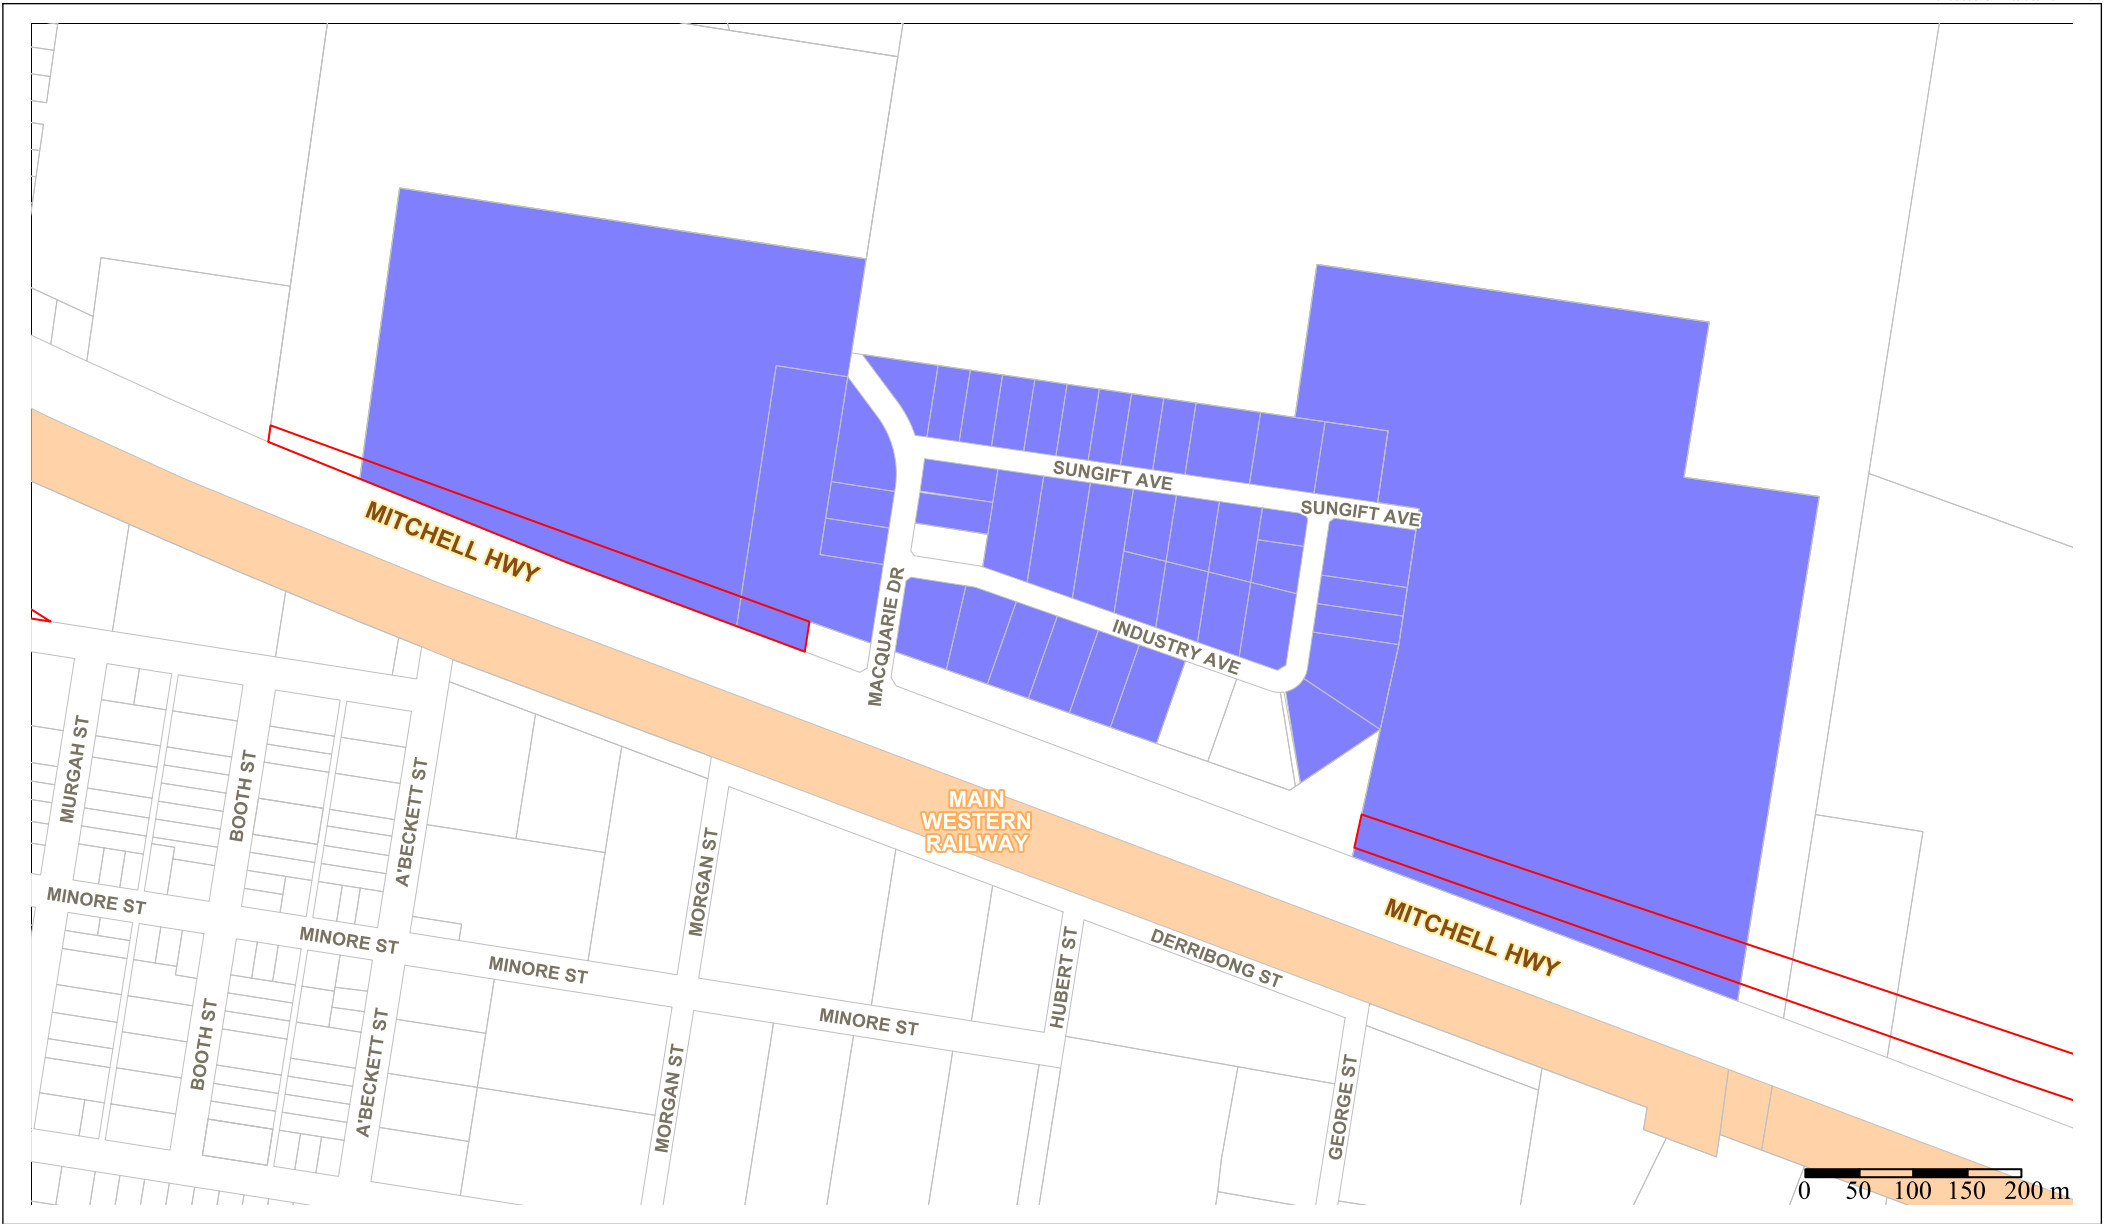 SUNGIFT AVE
SUNGIFT AVE
MITCHELL HWY
MACQUARIE DR
INDUSTRY AVE
MURGAH ST
BOOTH ST
A'BECKETT ST
MORGAN ST
MAIN
WESTERN
RAILWAY
MINORE ST
MINORE ST
MINORE ST
MINORE ST
HUBERT ST
DERRIBONG ST
MITCHELL HWY
BOOTH ST
A'BECKETT ST
MORGAN ST
GEORGE ST
0 50 100 150 200 m